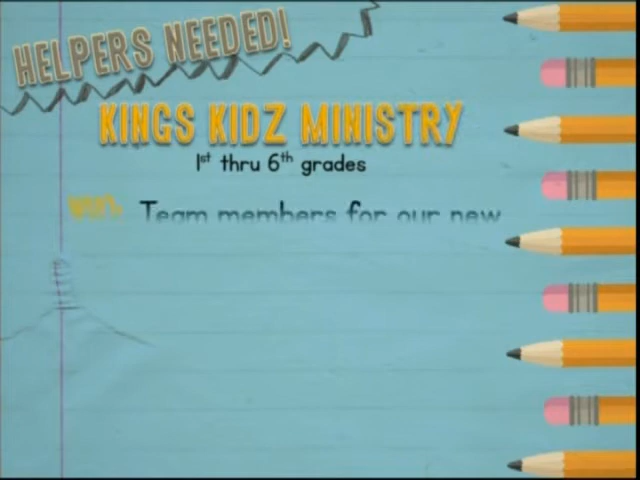 HELPERS NEEDED!
KINGS KIDZ MINISTRY
1st thru 6th grades
Team members for our new